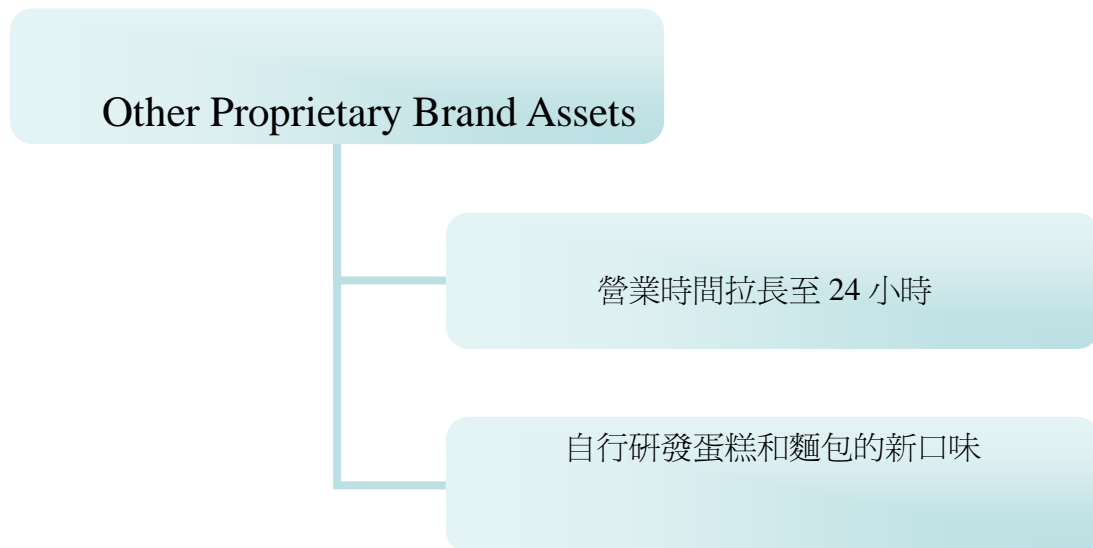 Other Proprietary Brand Assets
營業時間拉長至 24 小時
自行研發蛋糕和麵包的新口味